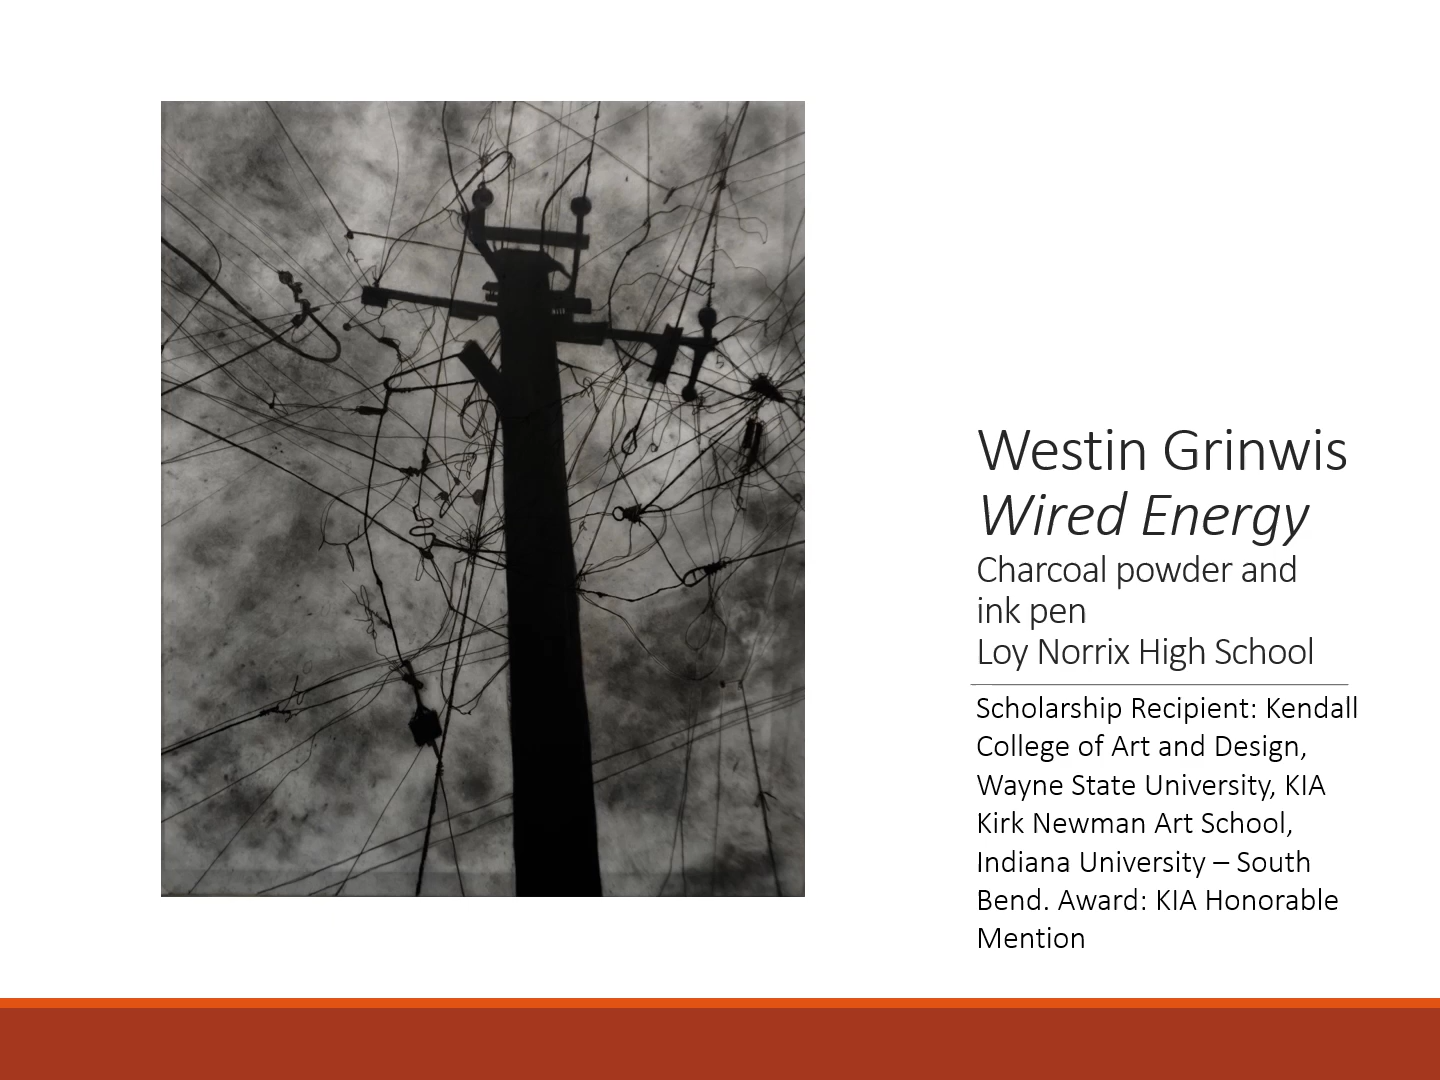 Westin Grinwis
Wired Energy
Charcoal powder and
ink pen
Loy Norrix High School
Scholarship Recipient: Kendall
College of Art and Design,
Wayne State University, KIA
Kirk Newman Art School,
Indiana University – South
Bend. Award: KIA Honorable
Mention